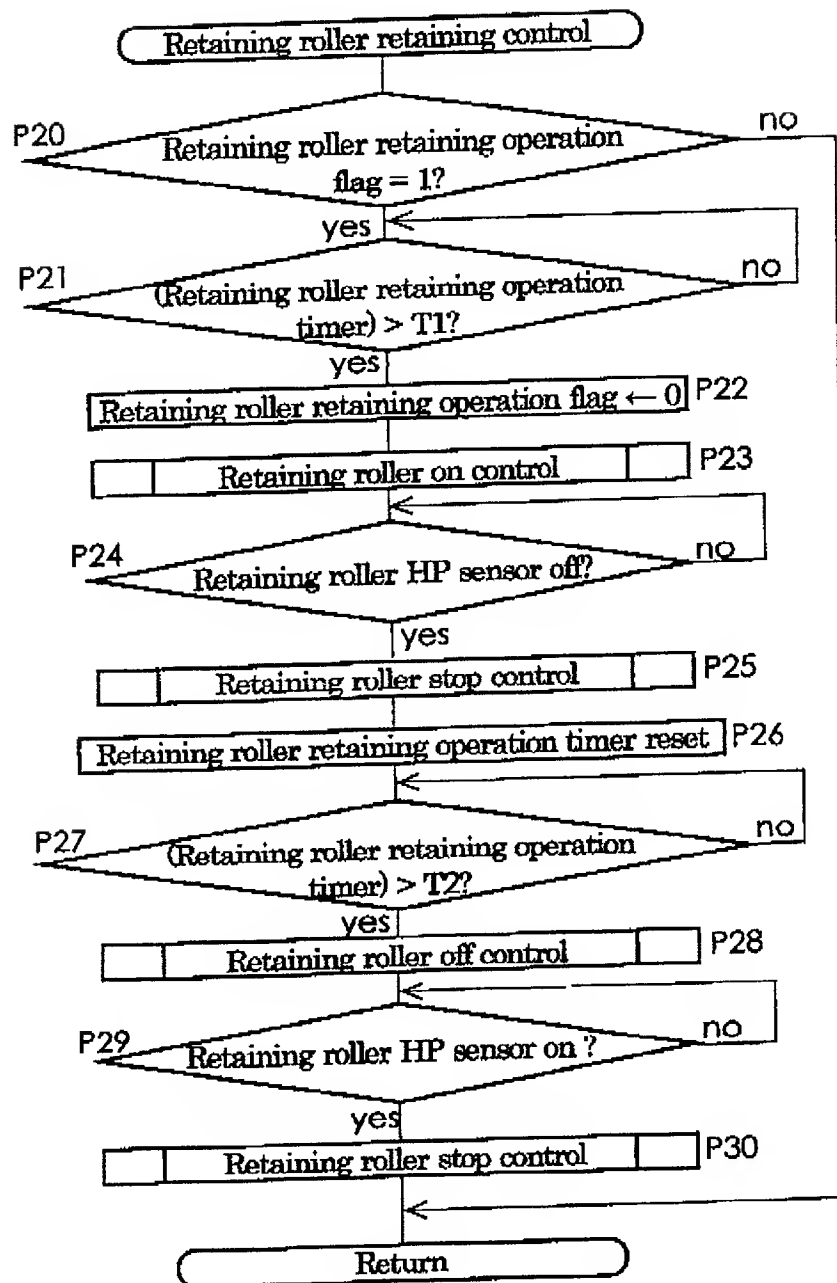 Retaining roller retaining control
P20
no
Retaining roller retaining operation
flag = 1?
yes
P21
no
(Retaining roller retaining operation
timer) > T1?
yes
Retaining roller retaining operation flag ← 0
P22
Retaining roller on control
P23
P24
no
Retaining roller HP sensor off?
yes
Retaining roller stop control
P25
Retaining roller retaining operation timer reset
P26
P27
no
(Retaining roller retaining operation
timer) > T2?
yes
Retaining roller off control
P28
P29
no
Retaining roller HP sensor on ?
yes
Retaining roller stop control
P30
Return